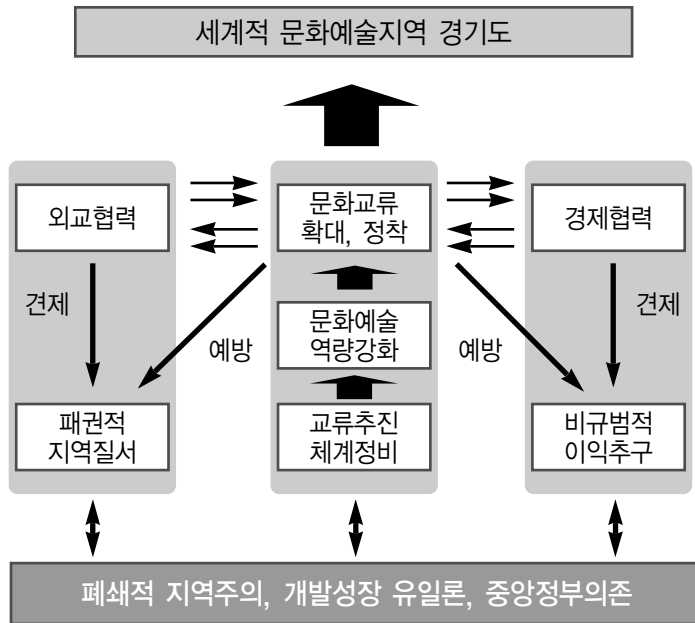 세계적 문화예술지역 경기도
외교협력
문화교류
확대, 정착
경제협력
견제
예방
문화예술
역량강화
예방
견제
패권적
지역질서
교류추진
체계정비
비규범적
이익추구
폐쇄적 지역주의, 개발성장 유일론, 중앙정부의존